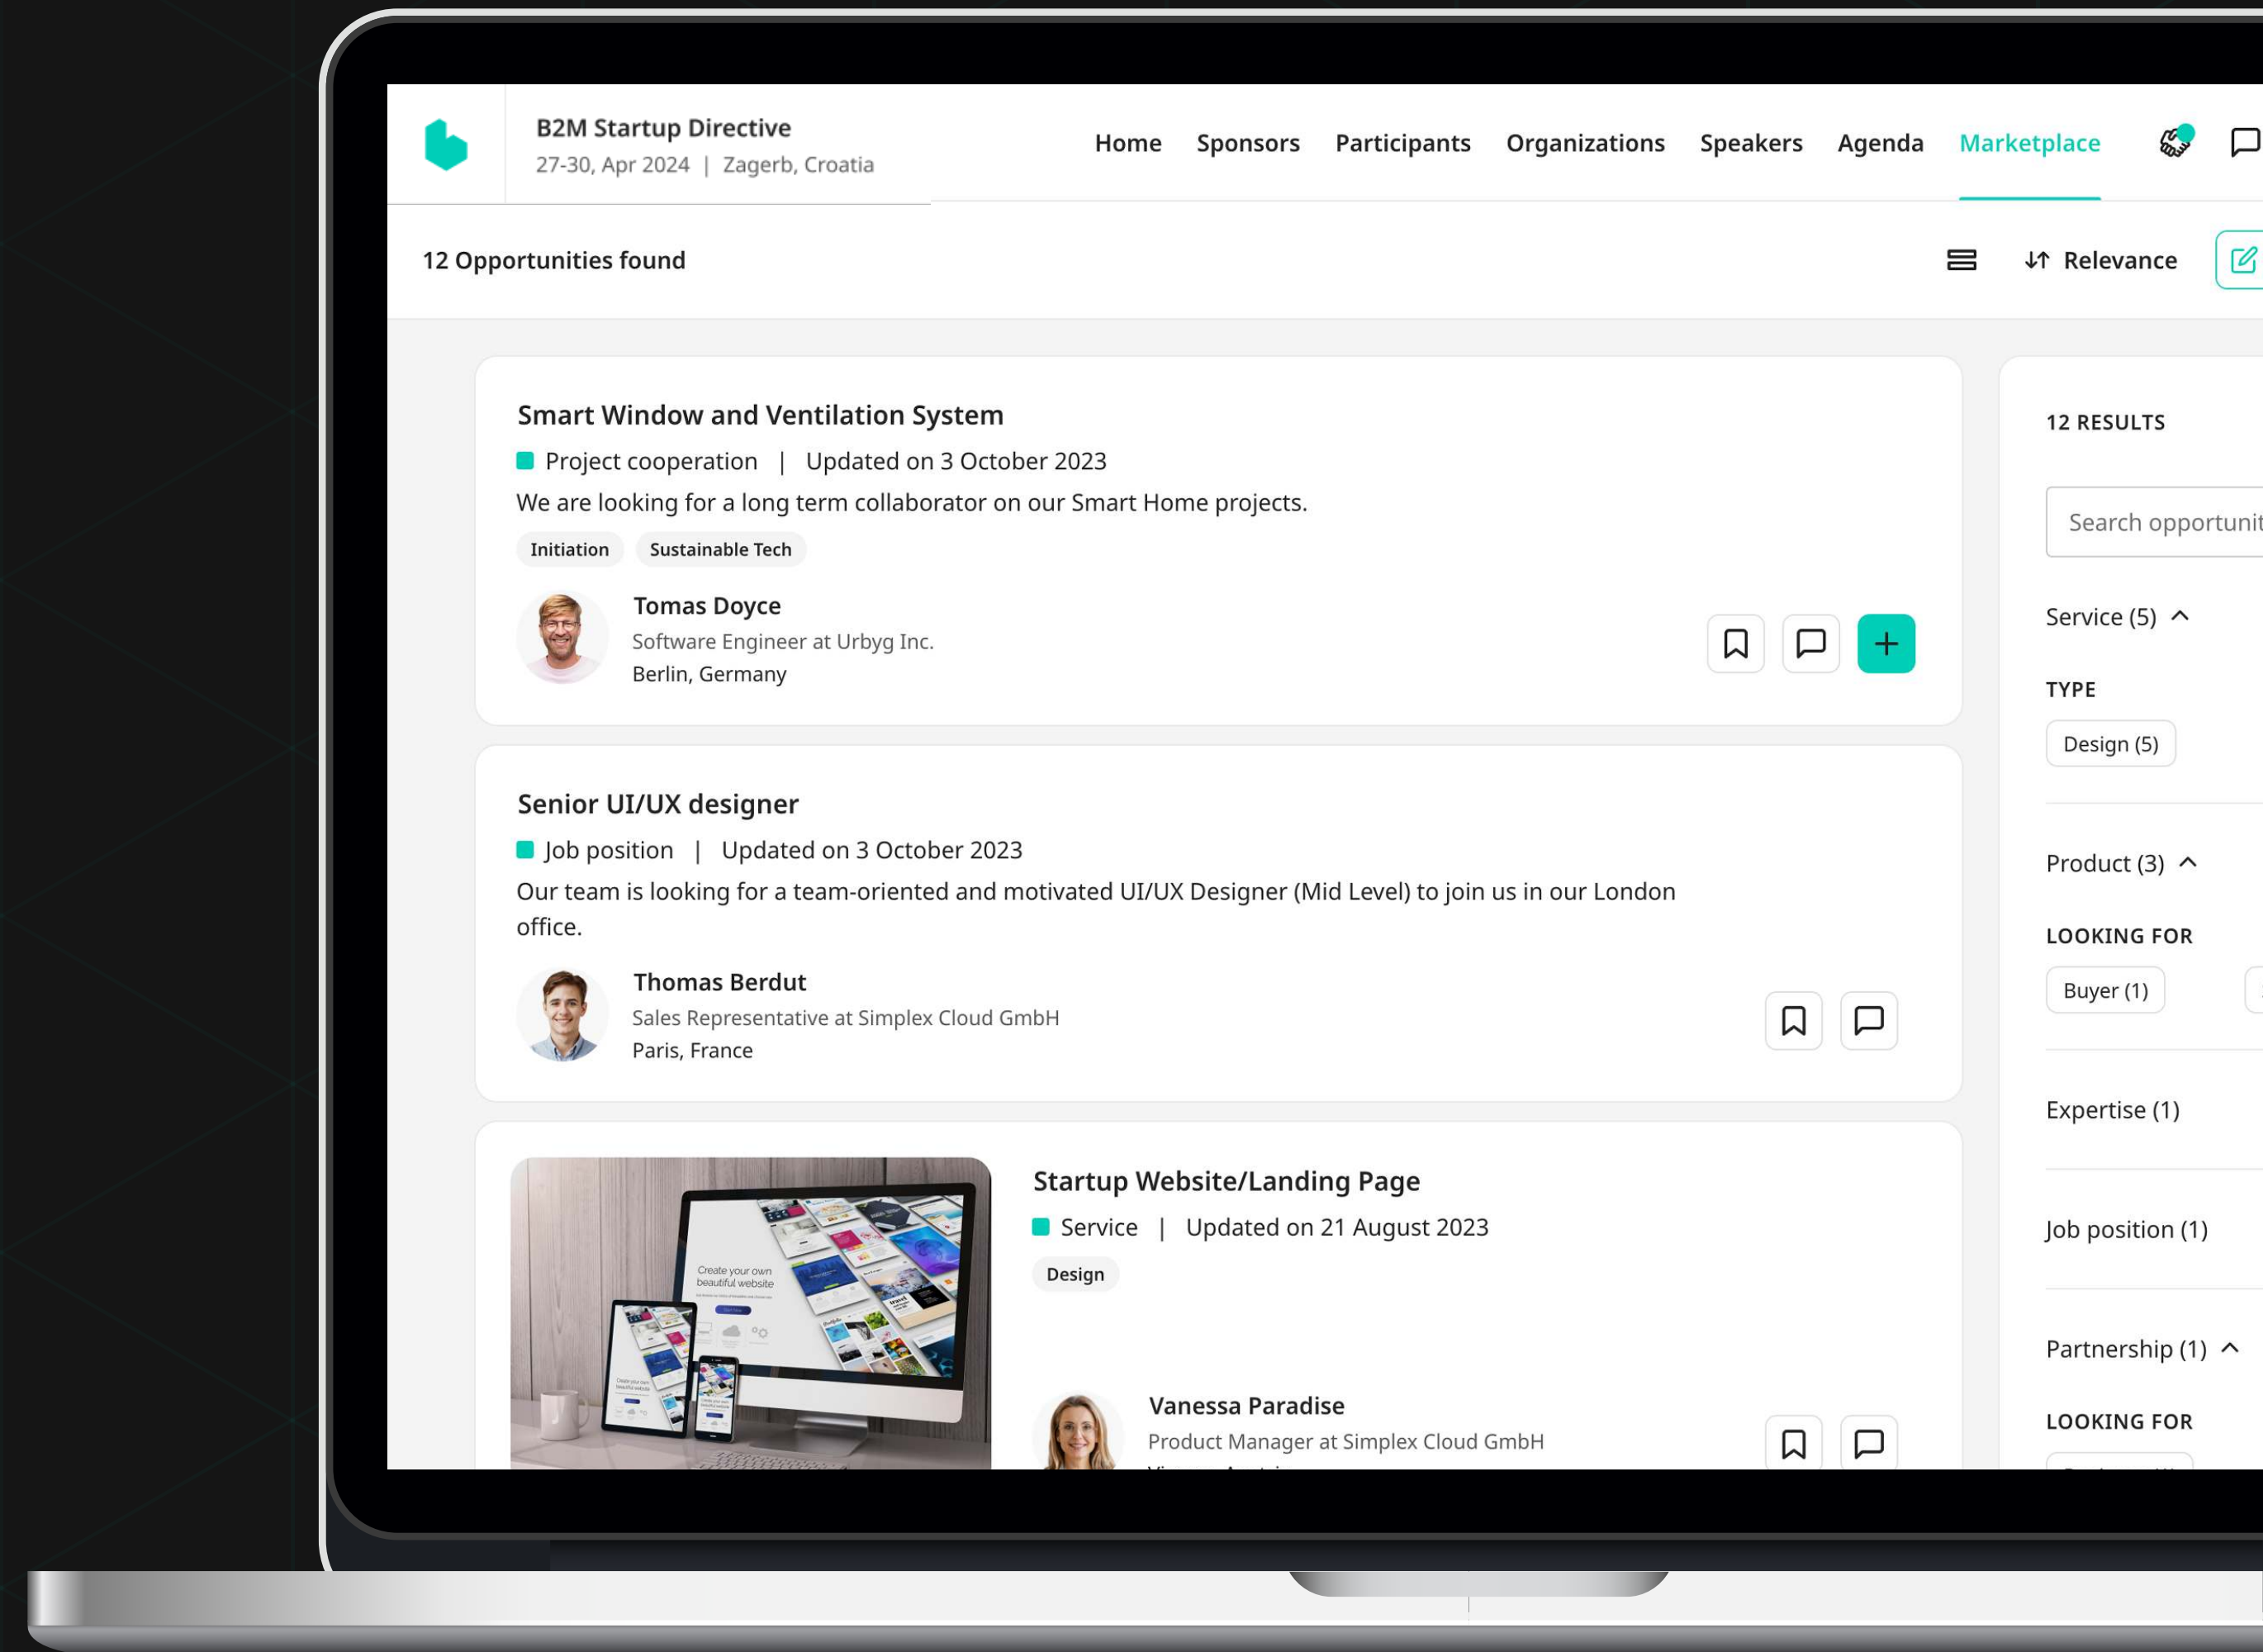 B2M Startup Directive
27-30, Apr 2024 | Zagerb, Croatia
Home Sponsors Participants Organizations Speakers Agenda Marketplace
12 Opportunities found
Relevance
Smart Window and Ventilation System
Project cooperation | Updated on 3 October 2023
We are looking for a long term collaborator on our Smart Home projects.
Initiation Sustainable Tech
Tomas Doyce
Software Engineer at Urbyg Inc.
Berlin, Germany
Senior UI/UX designer
Job position | Updated on 3 October 2023
Our team is looking for a team-oriented and motivated UI/UX Designer (Mid Level) to join us in our London
office.
Thomas Berdut
Sales Representative at Simplex Cloud GmbH
Paris, France
Create your own
beautiful website
Startup Website/Landing Page
Service | Updated on 21 August 2023
Design
Vanessa Paradise
Product Manager at Simplex Cloud GmbH
12 RESULTS
Search
Service (5)
TYPE
Design (5)
Product (3)
LOOKING FOR
Buyer (1)
Expertise (1)
Job position (1)
Partnership (1)
LOOKING FOR